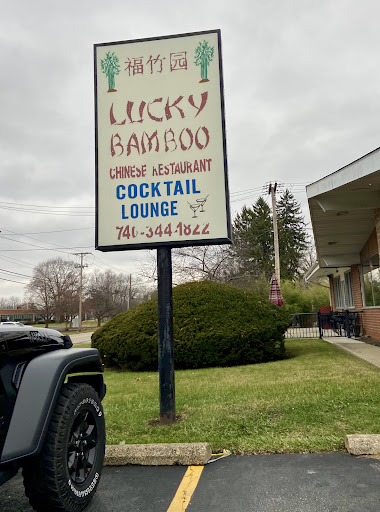 福竹园
LUCKY
BAMBOO
CHINESE RESTAURANT
COCKTAIL
LOUNGE
740-344-1822